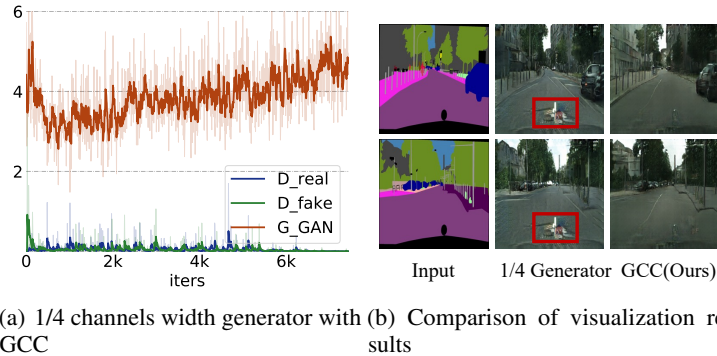 6
4
2
D_real
D_fake
G_GAN
0 2k 4k 6k
iters
Input 1/4 Generator GCC(Ours)
(a) 1/4 channels width generator with
GCC
(b) Comparison of visualization re
sults